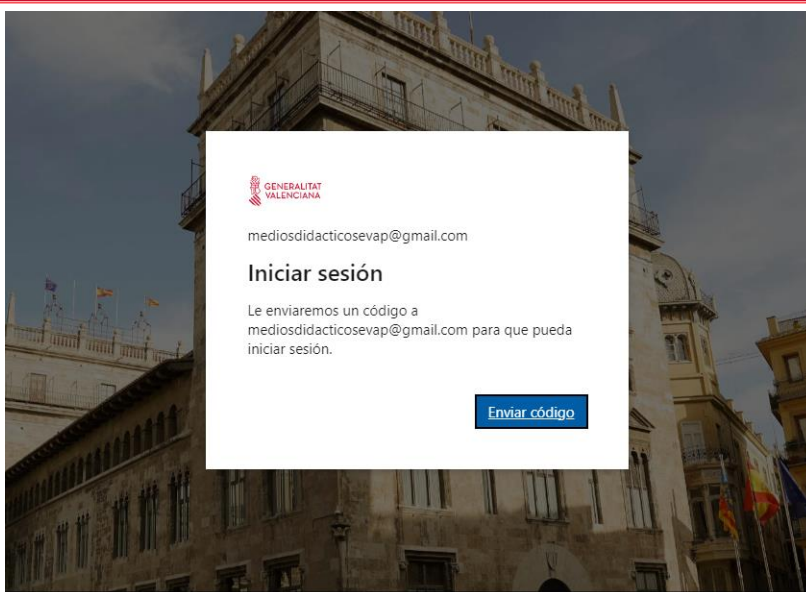 GENERALITAT
VALENCIANA
mediosdidacticosevap@gmail.com
Iniciar sesión
Le enviaremos un código a
mediosdidacticosevap@gmail.com para que pueda
iniciar sesión.
Enviar código